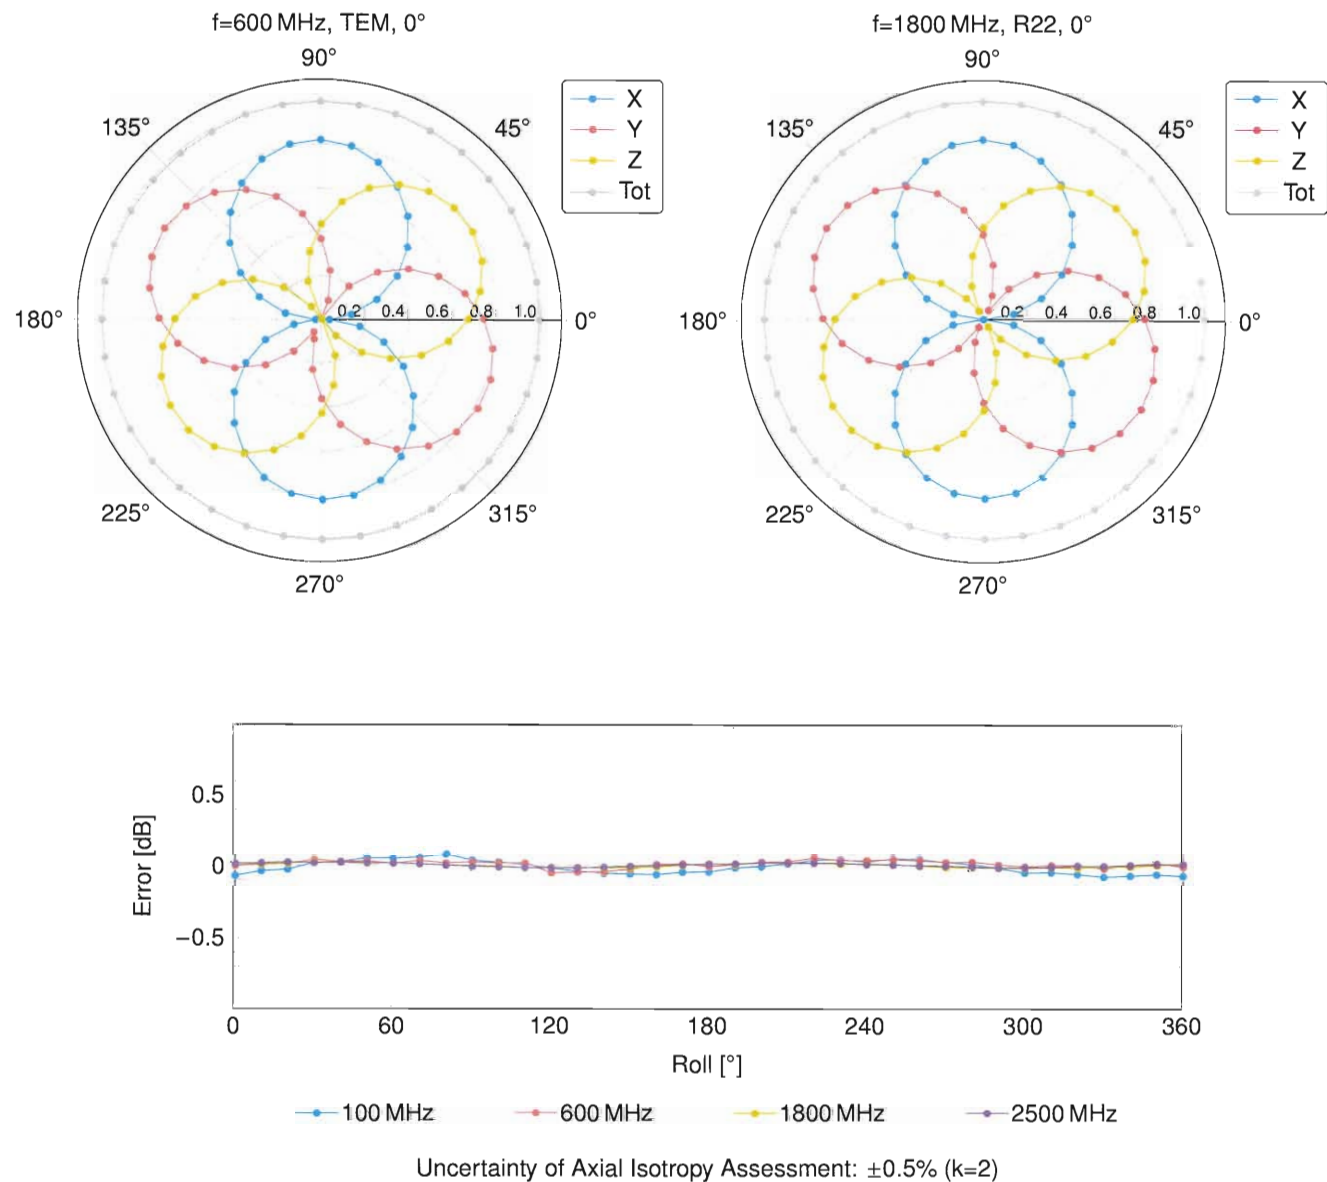 f=600 MHz, TEM, 0°
90°
135°
45°
180°
0.2 0.4 0.6 0.8 1.0
0°
225°
315°
270°
X
Y
Z
Tot
f=1800 MHz, R22, 0°
90°
135°
45°
180°
0.2 0.4 0.6 0.8 1.0
0°
225°
315°
270°
X
Y
Z
Tot
0.5
0
−0.5
Error [dB]
0 60 120 180 240 300 360
Roll [°]
100 MHz 600 MHz 1800 MHz 2500 MHz
Uncertainty of Axial Isotropy Assessment: ±0.5% (k=2)